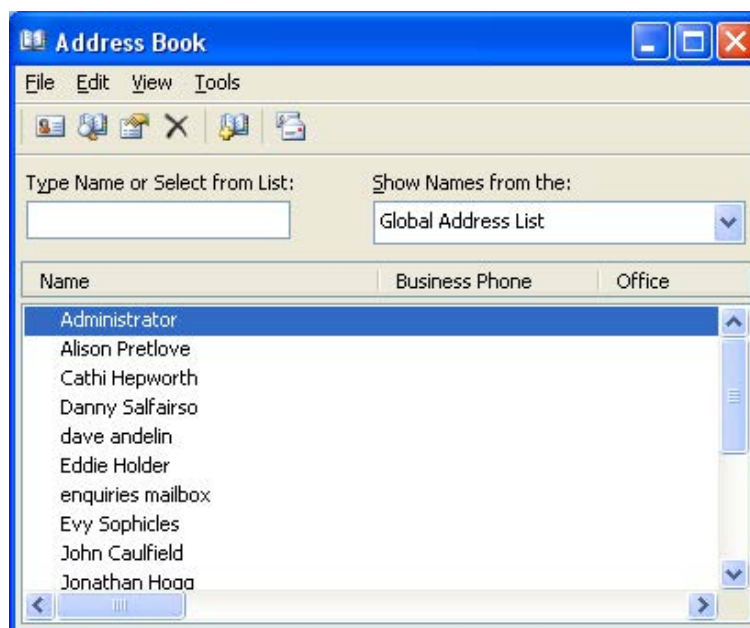 Address Book
File Edit View Tools
Type Name or Select from List: Show Names from the:
Global Address List
Name Business Phone Office
Administrator
Alison Pretlove
Cathi Hepworth
Danny Salfairso
dave andelin
Eddie Holder
enquiries mailbox
Evy Sophicles
John Caulfield
Jonathan Hogg